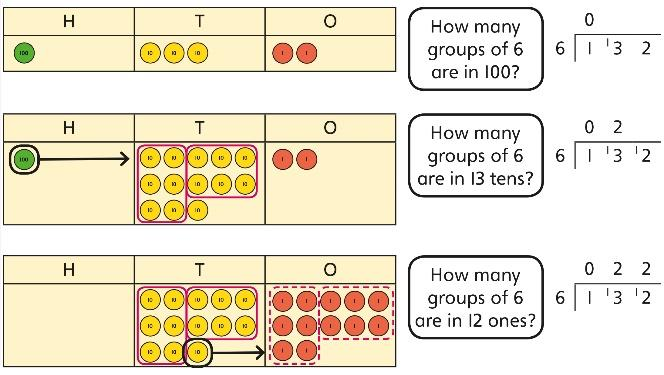 H T O
100 10 10 10 1 1
How many
groups of 6
are in 100?
0
6 1 ¹3 2
H T O
100 10 10 10 10 10 1 1
10 10 10 10 10
10 10 10
How many
groups of 6
are in 13 tens?
0 2
6 1 ¹3 ¹2
H T O
10 10 10 10 10 1 1 1 1 1
10 10 10 10 10 1 1 1 1 1
10 10 10 1 1
How many
groups of 6
are in 12 ones?
0 2 2
6 1 ¹3 ¹2